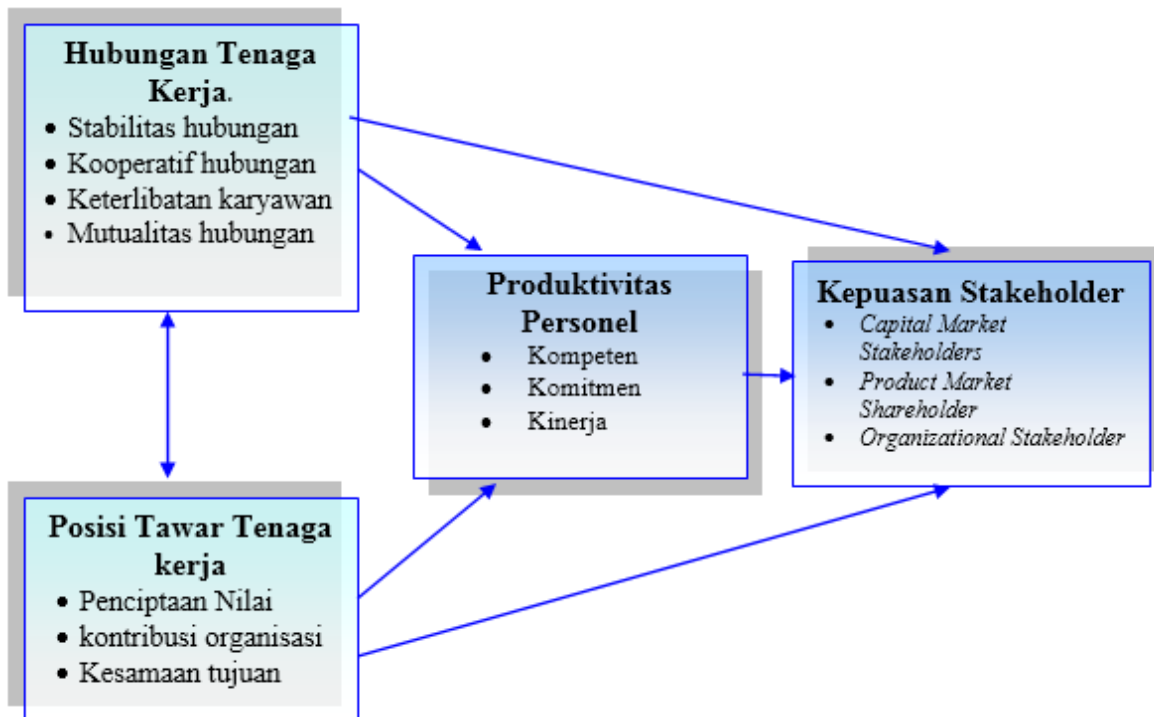 Hubungan Tenaga
Kerja.
• Stabilitas hubungan
• Kooperatif hubungan
• Keterlibatan karyawan
• Mutualitas hubungan
Produktivitas
Personel
• Kompeten
• Komitmen
• Kinerja
Kepuasan Stakeholder
• Capital Market
Stakeholders
• Product Market
Shareholder
• Organizational Stakeholder
Posisi Tawar Tenaga
kerja
• Penciptaan Nilai
• kontribusi organisasi
• Kesamaan tujuan